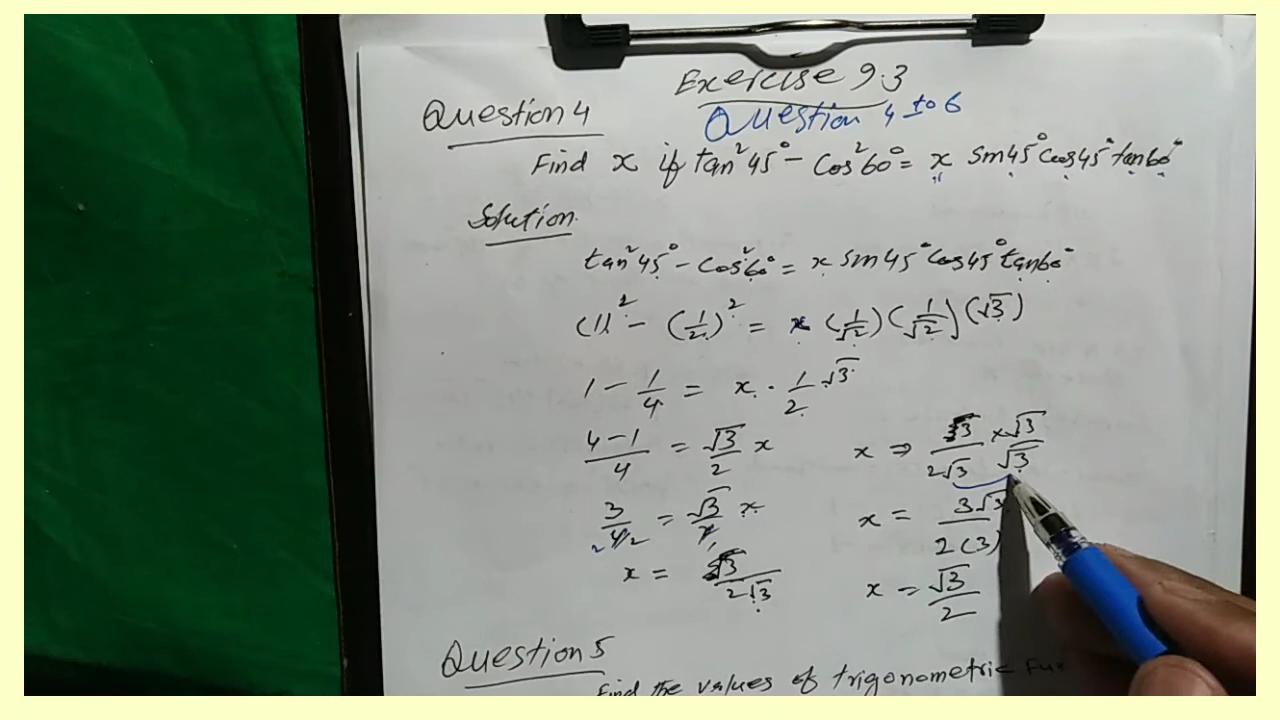 Exercise 9.3
Question 4
Question 4 to 6
Find x if tan²45° - Cos²60° = x sin45° Cos45° tan60°
Solution
tan²45° - Cos²60° = x sin45° Cos45° tan60°
(1)² - (1/2)² = x (1/√2)(1/√2)(√3)
1 - 1/4 = x · 1/2 √3
4-1/4 = √3/2 x
3/4 2 = √3/2 x
x = 3/2√3
x ⇒ 3/2√3 × √3/√3
x = 3√3/2(3)
x = √3/2
Question 5
Find the values of trigonometric